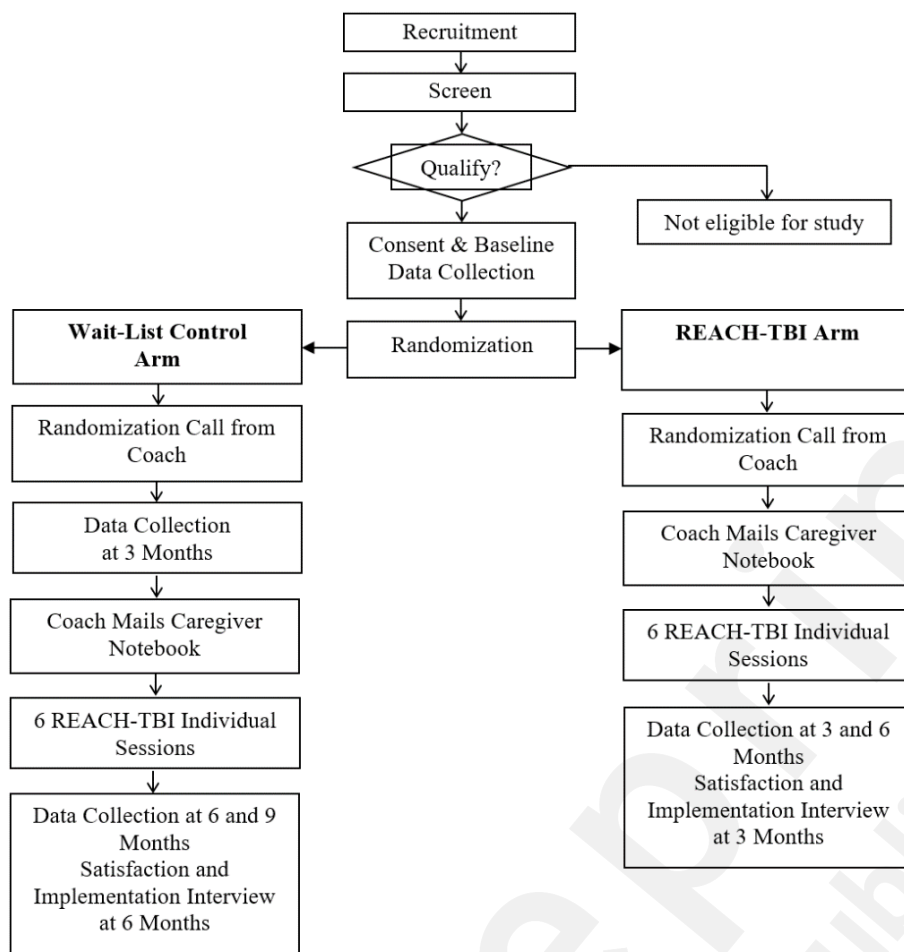 Recruitment
Screen
Qualify?
Not eligible for study
Consent & Baseline
Data Collection
Randomization
Wait-List Control
Arm
Randomization Call from
Coach
Data Collection
at 3 Months
Coach Mails Caregiver
Notebook
6 REACH-TBI Individual
Sessions
Data Collection at 6 and 9
Months
Satisfaction and
Implementation Interview
at 6 Months
REACH-TBI Arm
Randomization Call from
Coach
Coach Mails Caregiver
Notebook
6 REACH-TBI Individual
Sessions
Data Collection at 3 and 6
Months
Satisfaction and
Implementation Interview
at 3 Months